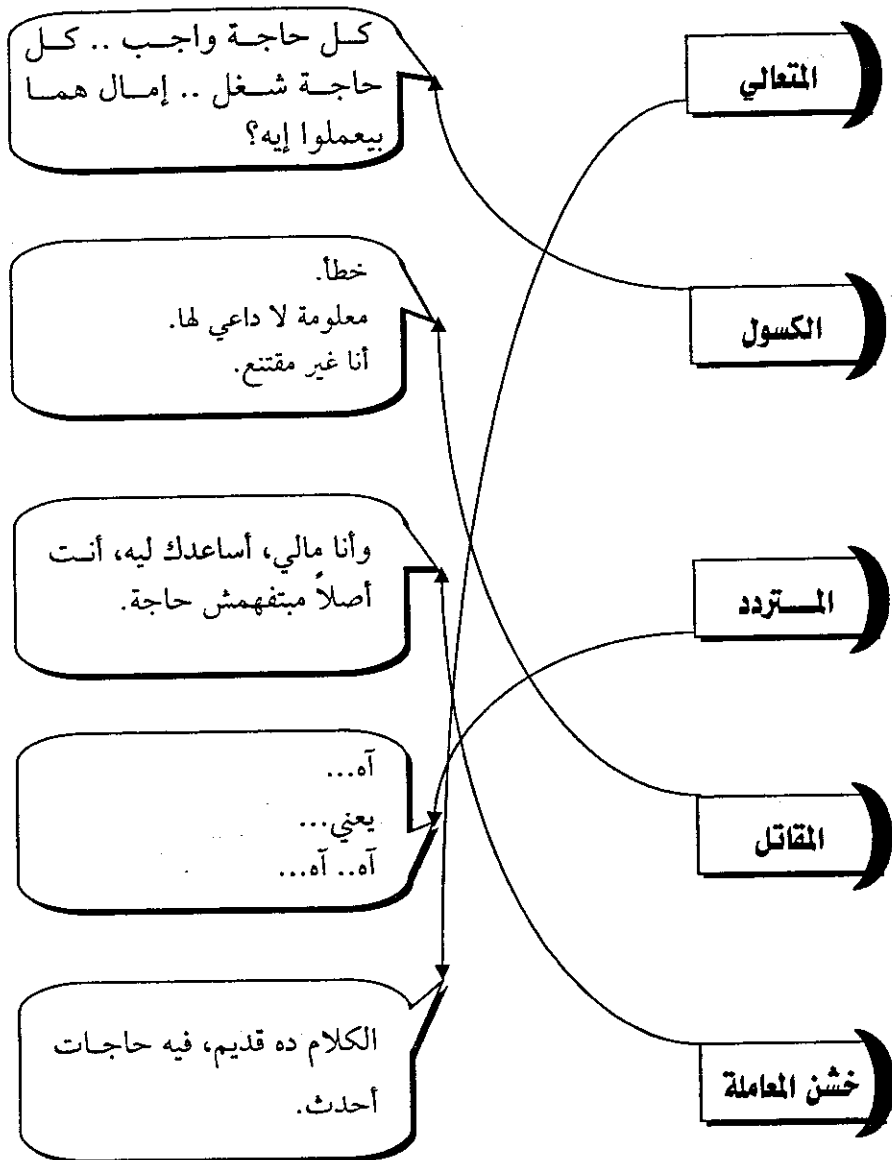 المتعالي
كل حاجة واجب .. كل
حاجة شغل .. إمال هما
بيعملوا إيه؟
الكسول
خطأ.
معلومة لا داعي لها.
أنا غير مقتنع.
المتردد
وأنا مالي، أساعدك ليه، أنت
أصلاً مبتفهمش حاجة.
المقاتل
آه...
يعني...
آه.. آه...
خشن المعاملة
الكلام ده قديم، فيه حاجات
أحدث.